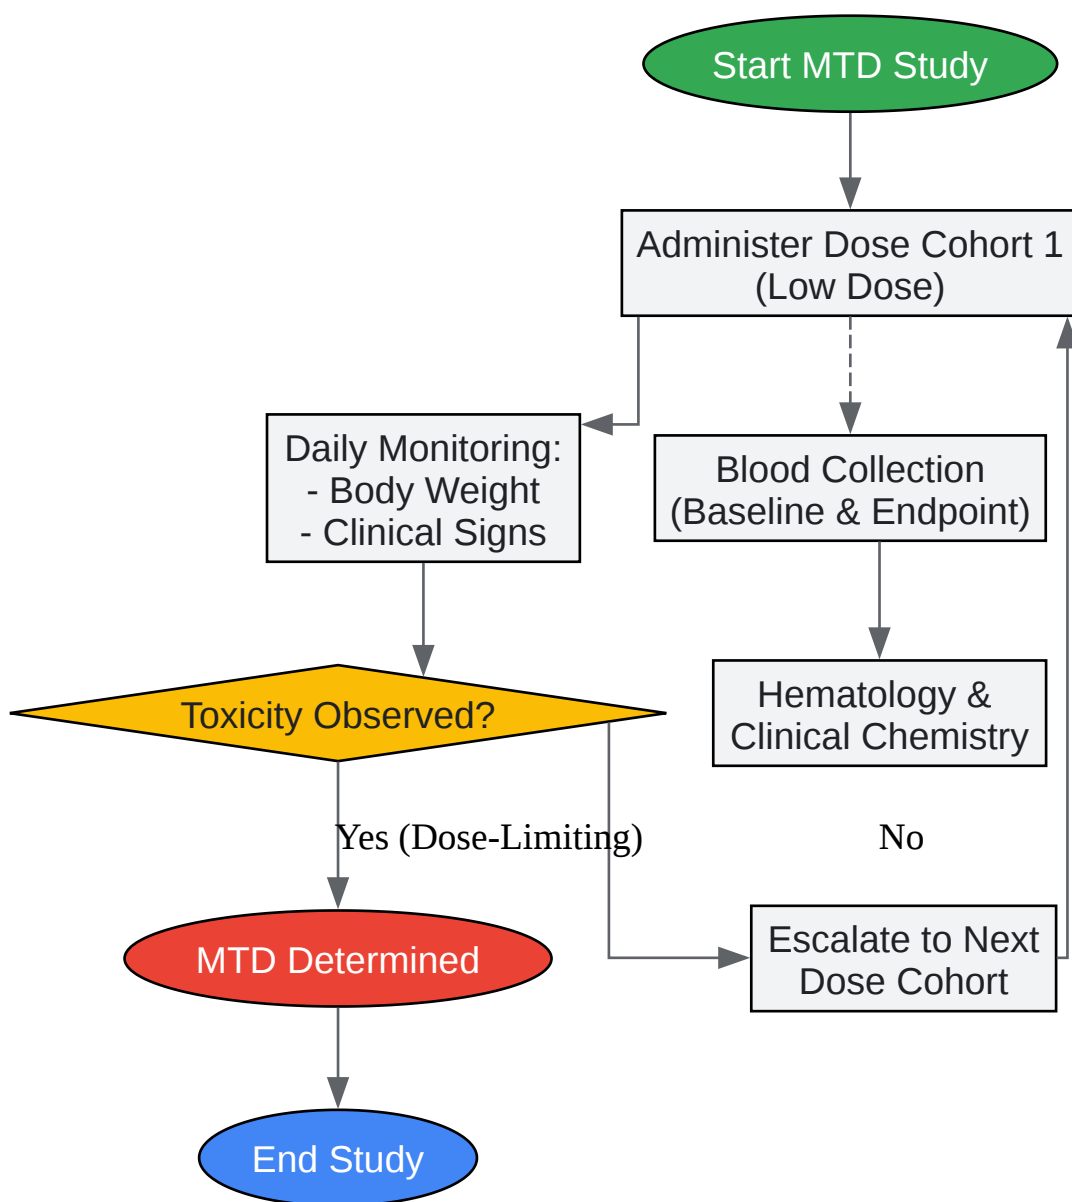 Start MTD Study
Administer Dose Cohort 1
(Low Dose)
Daily Monitoring:
- Body Weight
- Clinical Signs
Blood Collection
(Baseline & Endpoint)
Hematology &
Clinical Chemistry
Toxicity Observed?
Yes (Dose-Limiting)
No
MTD Determined
Escalate to Next
Dose Cohort
End Study